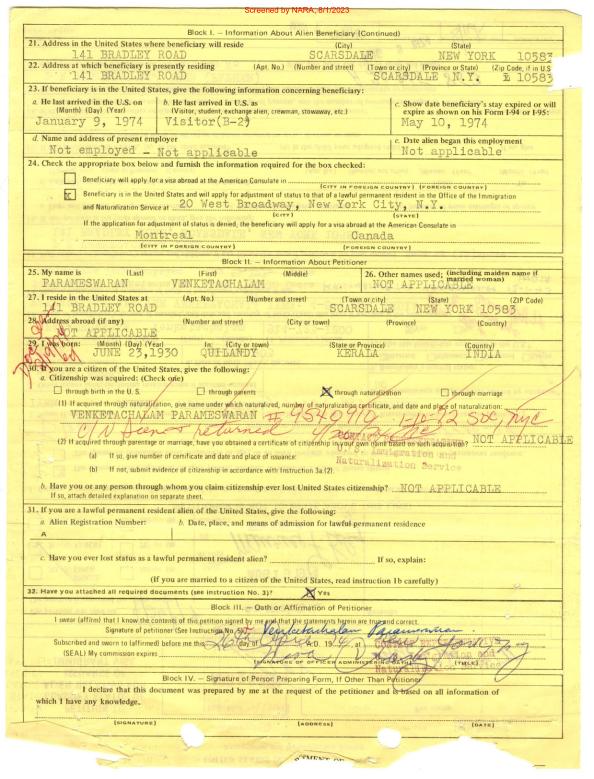 Screened by NARA, 8/1/2023
Block I. — Information About Alien Beneficiary (Continued)
21. Address in the United States where beneficiary will reside (City) (State)
141 BRADLEY ROAD SCARSDALE NEW YORK 10583
22. Address at which beneficiary is presently residing (Apt. No.) (Number and street) (Town or city) (Province or State) (Zip Code, if in U.S.
141 BRADLEY ROAD SCARSDALE N.Y. 10583
23. If beneficiary is in the United States, give the following information concerning beneficiary:
a. He last arrived in the U.S. on (Month) (Day) (Year) b. He last arrived in U.S. as (Visitor, student, exchange alien, crewman, stowaway, etc.) c. Show date beneficiary's stay expired or will expire as shown on his Form I-94 or I-95:
January 9, 1974 Visitor(B-2) May 10, 1974
d. Name and address of present employer e. Date alien began this employment
Not employed - Not applicable Not applicable
24. Check the appropriate box below and furnish the information required for the box checked:
Beneficiary will apply for a visa abroad at the American Consulate in
(CITY IN FOREIGN COUNTRY) (FOREIGN COUNTRY)
X Beneficiary is in the United States and will apply for adjustment of status to that of a lawful permanent resident in the Office of the Immigration
and Naturalization Service at 20 West Broadway, New York City, N.Y.
(CITY) (STATE)
If the application for adjustment of status is denied, the beneficiary will apply for a visa abroad at the American Consulate in
Montreal Canada
(CITY IN FOREIGN COUNTRY) (FOREIGN COUNTRY)
Block II. — Information About Petitioner
25. My name is (Last) (First) (Middle) 26. Other names used; (including maiden name if married woman)
PARAMESWARAN VENKETACHALAM NOT APPLICABLE
27. I reside in the United States at (Apt. No.) (Number and street) (Town or city) (State) (ZIP Code)
141 BRADLEY ROAD SCARSDALE NEW YORK 10583
28. Address abroad (if any) (Number and street) (City or town) (Province) (Country)
NOT APPLICABLE
29. I was born: (Month) (Day) (Year) In: (City or town) (State or Province) (Country)
JUNE 23,1930 QUILANDY KERALA INDIA
30. If you are a citizen of the United States, give the following:
a. Citizenship was acquired: (Check one)
through birth in the U.S. through parents X through naturalization through marriage
(1) If acquired through naturalization, give name under which naturalized, number of naturalization certificate, and date and place of naturalization:
VENKETACHALAM PARAMESWARAN # 9540910 NYC
C/N returned
(2) If acquired through parentage or marriage, have you obtained a certificate of citizenship in your own name based on such acquisition? NOT APPLICABLE
(a) If so, give number of certificate and date and place of issuance:
U. S. Immigration and
Naturalization Service
(b) If not, submit evidence of citizenship in accordance with Instruction 3a (2).
b. Have you or any person through whom you claim citizenship ever lost United States citizenship? NOT APPLICABLE
If so, attach detailed explanation on separate sheet.
31. If you are a lawful permanent resident alien of the United States, give the following:
a. Alien Registration Number: b. Date, place, and means of admission for lawful permanent residence
A
c. Have you ever lost status as a lawful permanent resident alien? If so, explain:
(If you are married to a citizen of the United States, read instruction 1b carefully)
32. Have you attached all required documents (see instruction No. 3)? X Yes
Block III. — Oath or Affirmation of Petitioner
I swear (affirm) that I know the contents of this petition signed by me and that the statements herein are true and correct.
Signature of petitioner (See Instruction No. 5) Venketachalam Parameswaran
Subscribed and sworn to (affirmed) before me this 26th day of April A.D. 1974, at
(SEAL) My commission expires
(SIGNATURE OF OFFICER ADMINISTERING OATH) (TITLE)
Block IV. — Signature of Person Preparing Form, If Other Than Petitioner
I declare that this document was prepared by me at the request of the petitioner and is based on all information of
which I have any knowledge.
(SIGNATURE) (ADDRESS) (DATE)